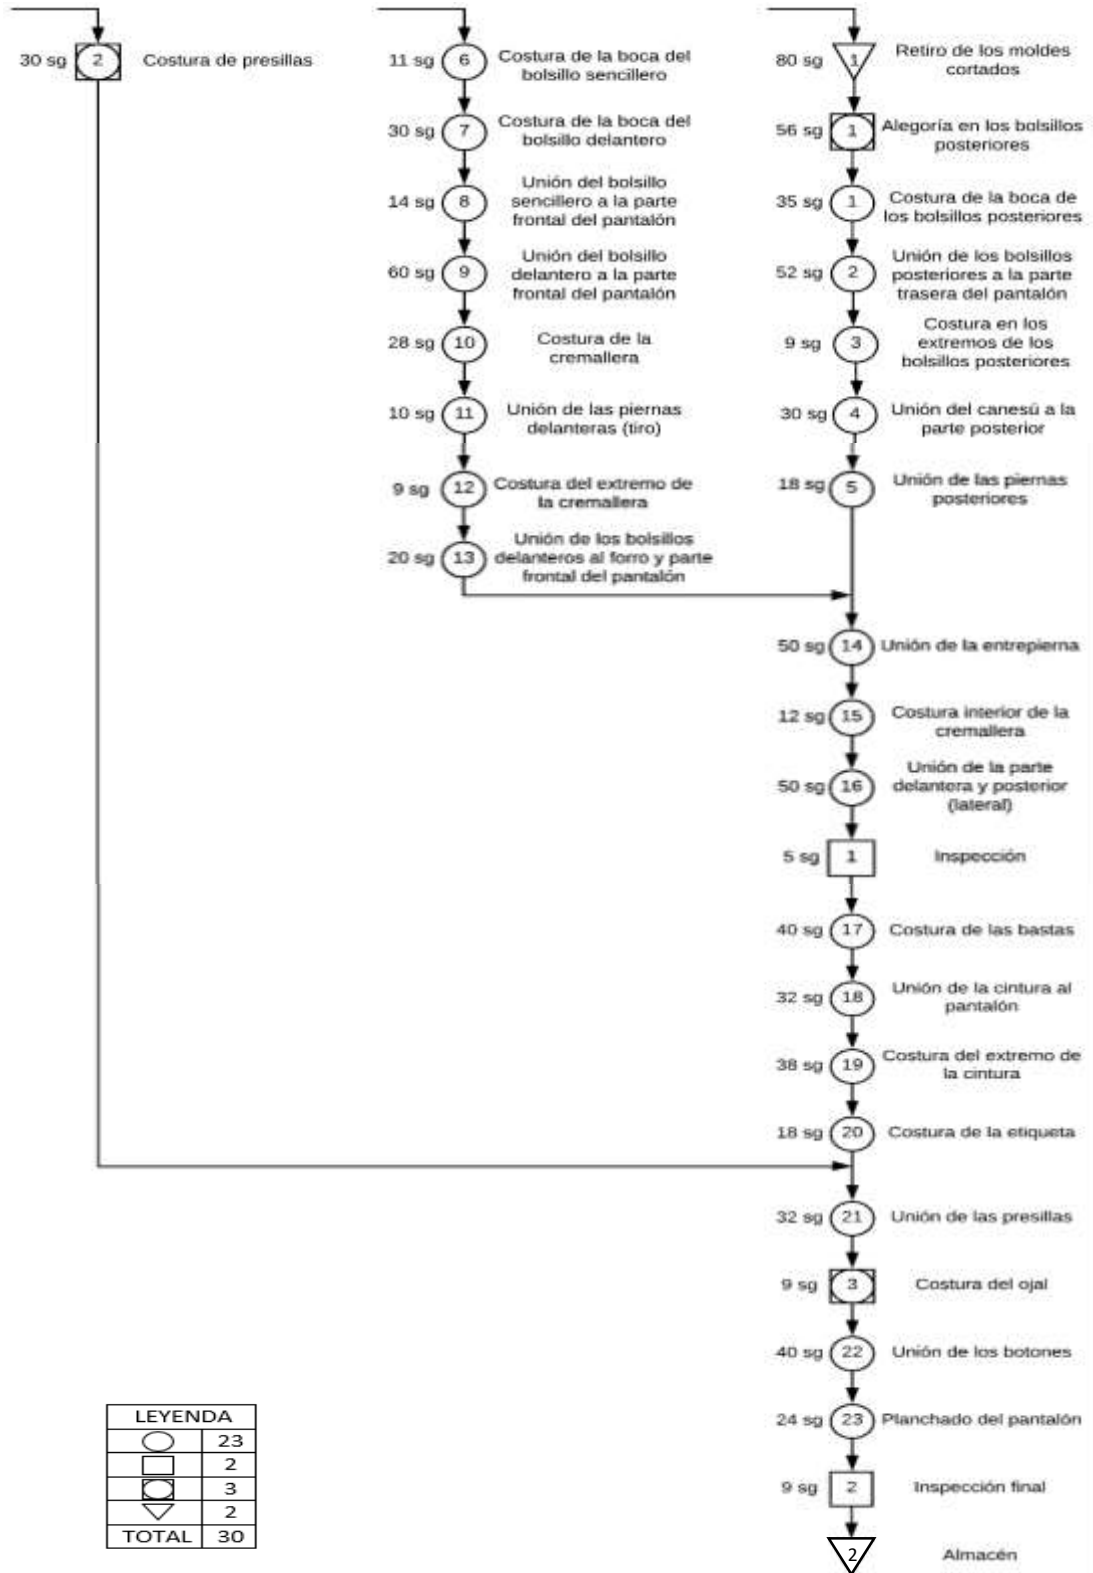 30 sg
2
Costura de presillas
11 sg
6
Costura de la boca del
bolsillo sencillero
30 sg
7
Costura de la boca del
bolsillo delantero
14 sg
8
Unión del bolsillo
sencillero a la parte
frontal del pantalón
60 sg
9
Unión del bolsillo
delantero a la parte
frontal del pantalón
28 sg
10
Costura de la
cremallera
10 sg
11
Unión de las piernas
delanteras (tiro)
9 sg
12
Costura del extremo de
la cremallera
20 sg
13
Unión de los bolsillos
delanteros al forro y parte
frontal del pantalón
80 sg
1
Retiro de los moldes
cortados
56 sg
1
Alegoría en los bolsillos
posteriores
35 sg
1
Costura de la boca de
los bolsillos posteriores
52 sg
2
Unión de los bolsillos
posteriores a la parte
trasera del pantalón
9 sg
3
Costura en los
extremos de los
bolsillos posteriores
30 sg
4
Unión del canesú a la
parte posterior
18 sg
5
Unión de las piernas
posteriores
50 sg
14
Unión de la entrepierna
12 sg
15
Costura interior de la
cremallera
50 sg
16
Unión de la parte
delantera y posterior
(lateral)
5 sg
1
Inspección
40 sg
17
Costura de las bastas
32 sg
18
Unión de la cintura al
pantalón
38 sg
19
Costura del extremo de
la cintura
18 sg
20
Costura de la etiqueta
32 sg
21
Unión de las presillas
9 sg
3
Costura del ojal
40 sg
22
Unión de los botones
24 sg
23
Planchado del pantalón
9 sg
2
Inspección final
2
Almacén
LEYENDA
23
2
3
2
TOTAL 30